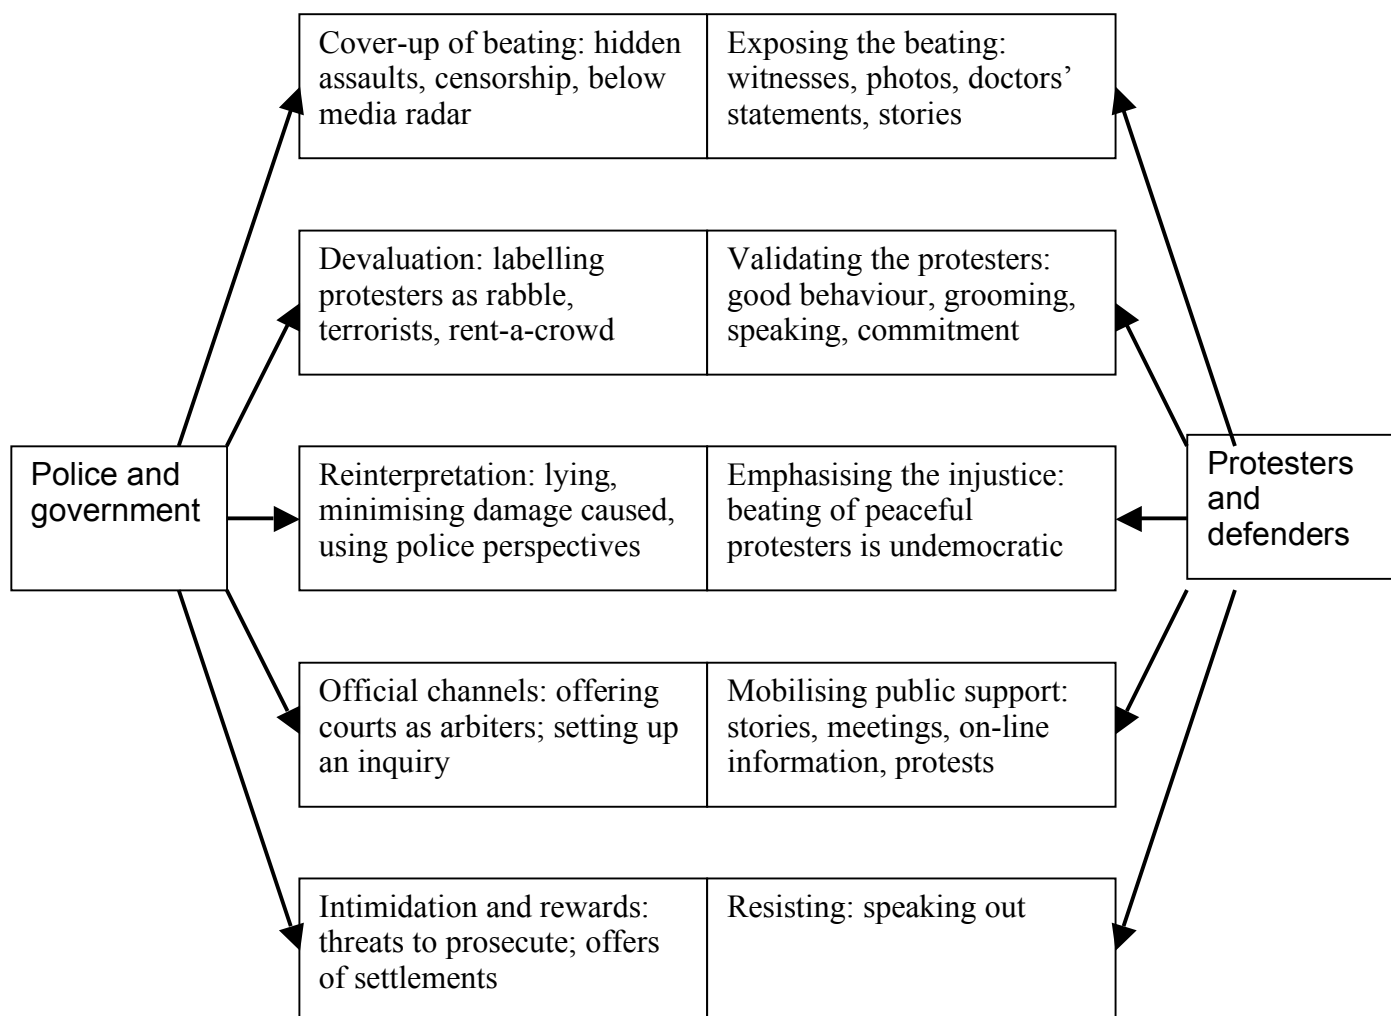 Cover-up of beating: hidden
assaults, censorship, below
media radar
Exposing the beating:
witnesses, photos, doctors’
statements, stories
Devaluation: labelling
protesters as rabble,
terrorists, rent-a-crowd
Validating the protesters:
good behaviour, grooming,
speaking, commitment
Police and
government
Reinterpretation: lying,
minimising damage caused,
using police perspectives
Emphasising the injustice:
beating of peaceful
protesters is undemocratic
Protesters
and
defenders
Official channels: offering
courts as arbiters; setting up
an inquiry
Mobilising public support:
stories, meetings, on-line
information, protests
Intimidation and rewards:
threats to prosecute; offers
of settlements
Resisting: speaking out